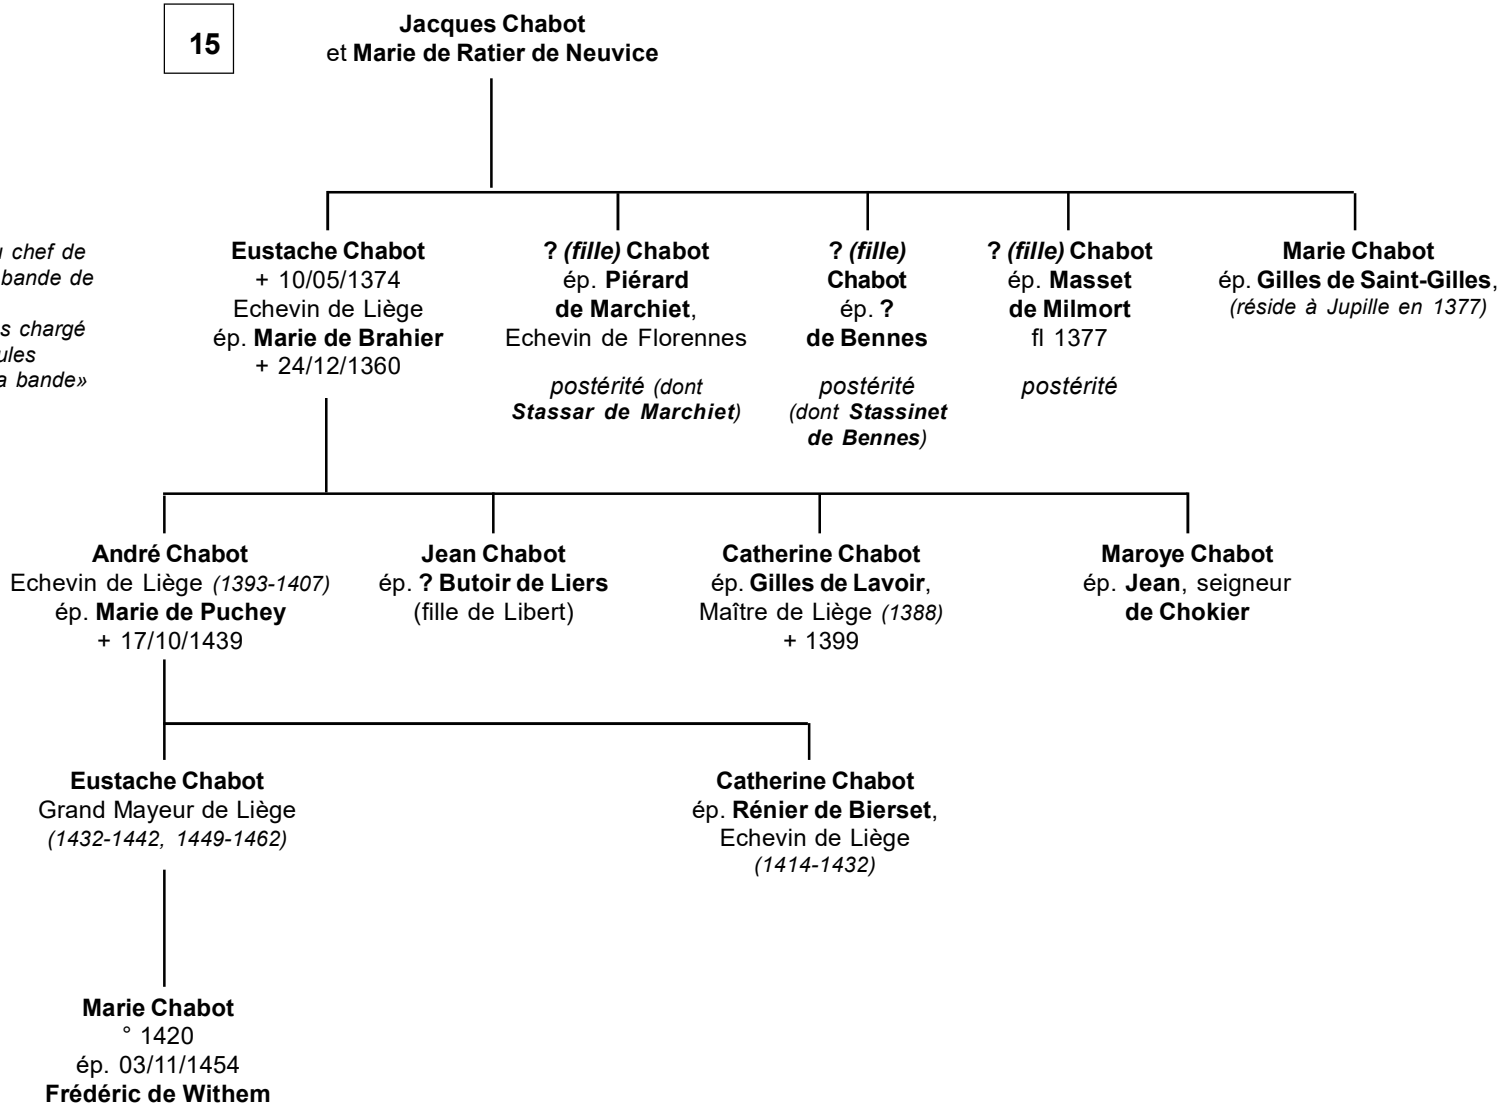 15
Jacques Chabot
et Marie de Ratier de Neuvice
chef de
bande de
s chargé
ules
a bande»
Eustache Chabot
+ 10/05/1374
Echevin de Liège
ép. Marie de Brahier
+ 24/12/1360
? (fille) Chabot
ép. Piérard
de Marchiet,
Echevin de Florennes
postérité (dont
Stassar de Marchiet)
? (fille)
Chabot
ép. ?
de Bennes
postérité
(dont Stassinet
de Bennes)
? (fille) Chabot
ép. Masset
de Milmort
fl 1377
postérité
Marie Chabot
ép. Gilles de Saint-Gilles,
(réside à Jupille en 1377)
André Chabot
Echevin de Liège (1393-1407)
ép. Marie de Puchey
+ 17/10/1439
Jean Chabot
ép. ? Butoir de Liers
(fille de Libert)
Catherine Chabot
ép. Gilles de Lavoir,
Maître de Liège (1388)
+ 1399
Maroye Chabot
ép. Jean, seigneur
de Chokier
Eustache Chabot
Grand Mayeur de Liège
(1432-1442, 1449-1462)
Catherine Chabot
ép. Rénier de Bierset,
Echevin de Liège
(1414-1432)
Marie Chabot
° 1420
ép. 03/11/1454
Frédéric de Withem